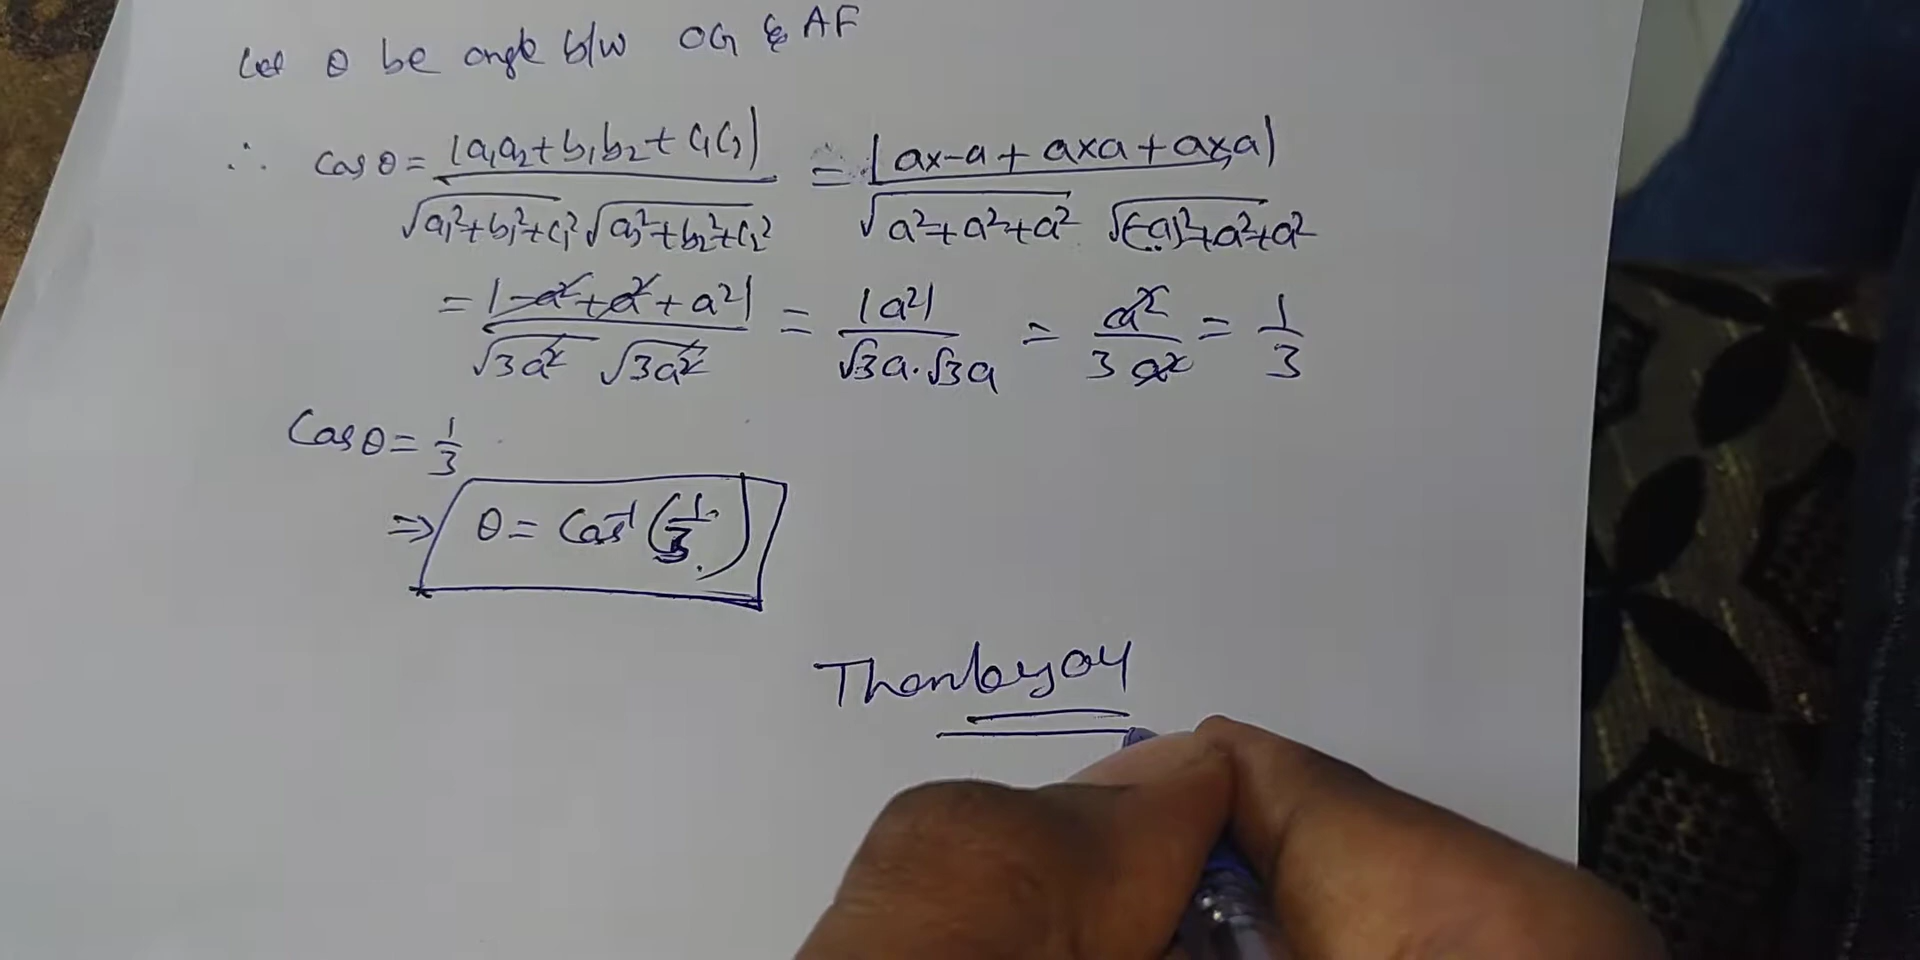 Let θ be angle b/w OG & AF
∴ Cos θ = |a₁a₂+b₁b₂+c₁c₂| / √a₁²+b₁²+c₁² √a₂²+b₂²+c₂² = |ax-a + axa + axa| / √a²+a²+a² √(-a)²+a²+a²
= |-a²+a²+a²| / √3a² √3a² = |a²| / √3a.√3a = a² / 3a² = 1/3
Cos θ = 1/3
⇒ θ = Cos⁻¹(1/3)
Thankyou